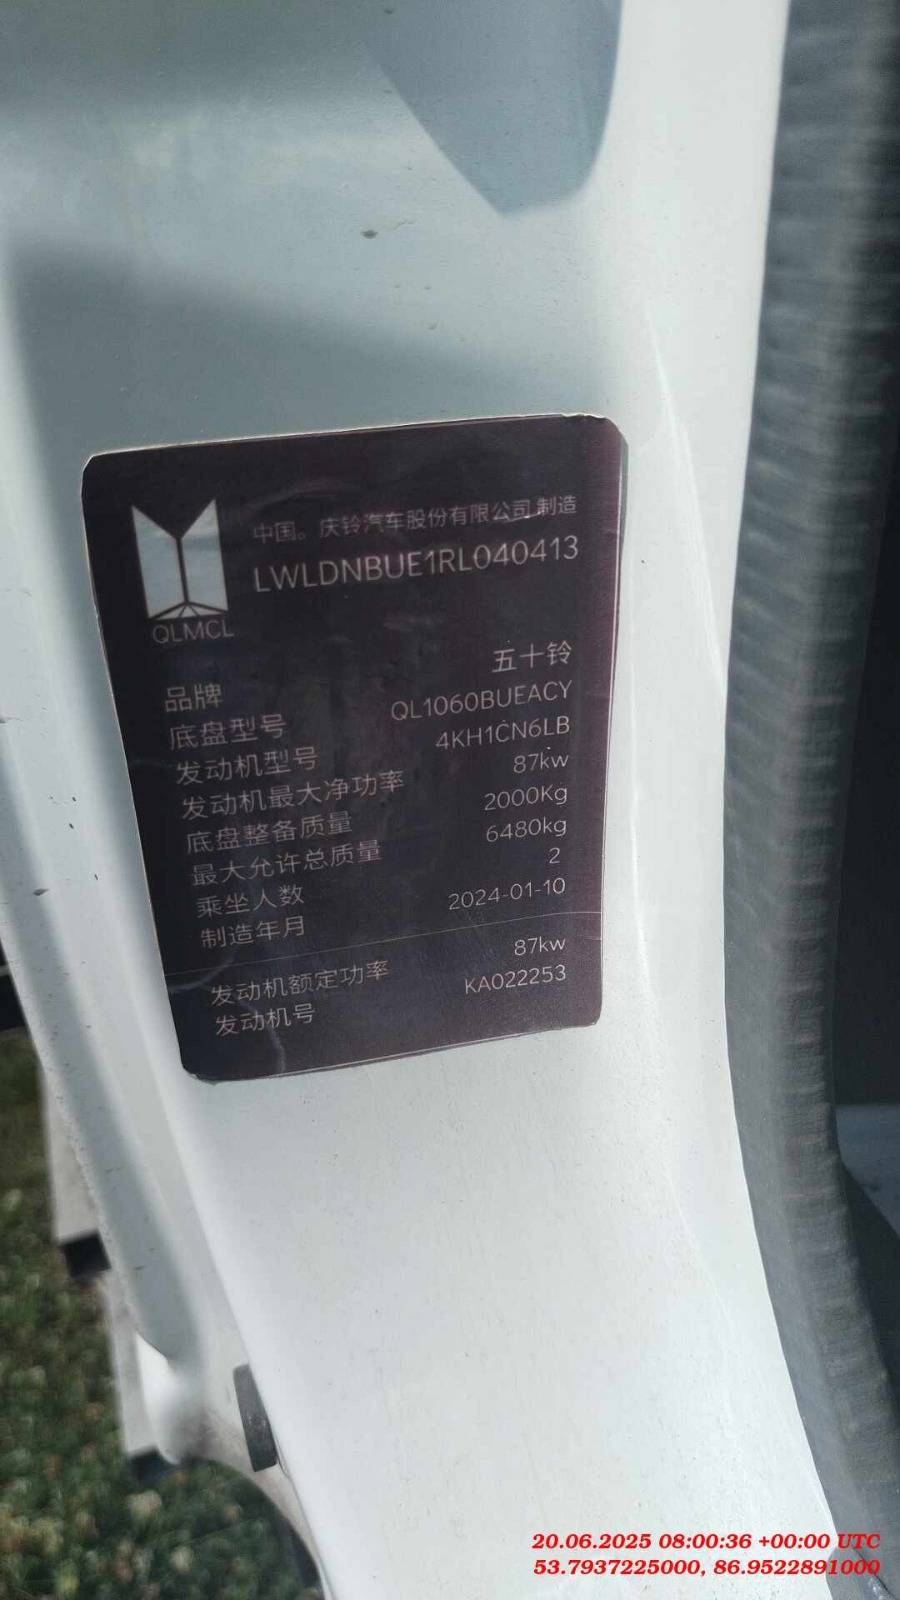 中国。庆铃汽车股份有限公司 制造
LWLDNBUE1RL040413
QLMCL
品牌 五十铃
底盘型号 QL1060BUEACY
发动机型号 4KH1CN6LB
发动机最大净功率 87kw
底盘整备质量 2000Kg
最大允许总质量 6480kg
乘坐人数 2
制造年月 2024-01-10
发动机额定功率 87kw
发动机号 KA022253
20.06.2025 08:00:36 +00:00 UTC
53.7937225000, 86.9522891000